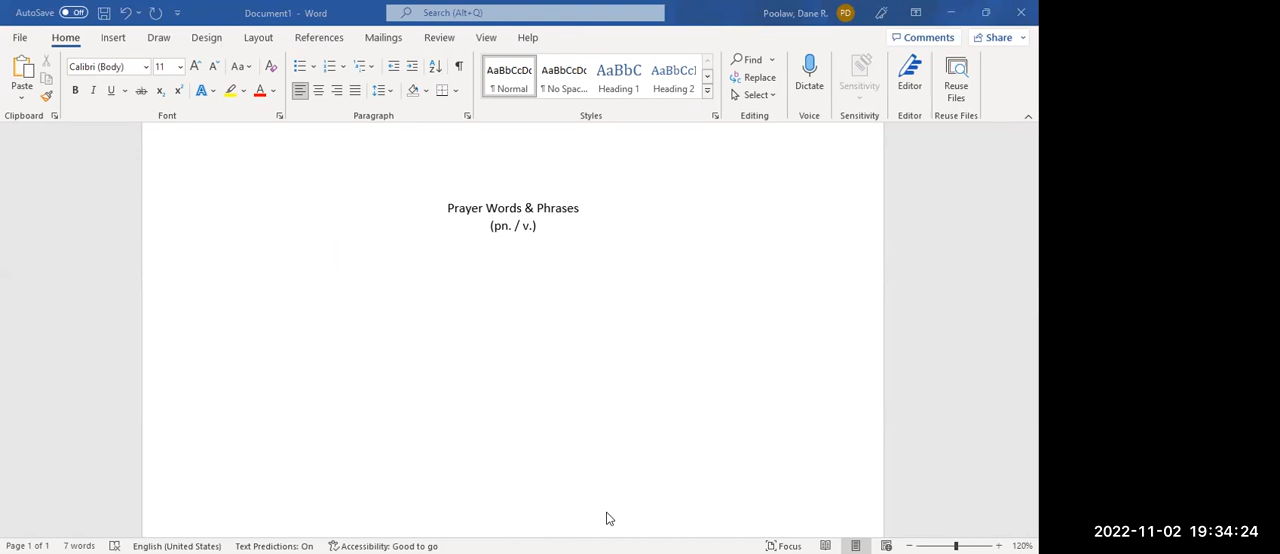 AutoSave Off Document1 - Word Search (Alt+Q) Poolaw, Dane R. PD
File Home Insert Draw Design Layout References Mailings Review View Help Comments Share
Paste Calibri (Body) 11 Aa AaBbCcDc AaBbCcDc AaBbC AaBbCcI Find Replace Select Dictate Sensitivity Editor Reuse Files
¶ Normal ¶ No Spac... Heading 1 Heading 2
Clipboard Font Paragraph Styles Editing Voice Sensitivity Editor Reuse Files
Prayer Words & Phrases
(pn. / v.)
2022-11-02 19:34:24
Page 1 of 1 7 words English (United States) Text Predictions: On Accessibility: Good to go Focus 120%